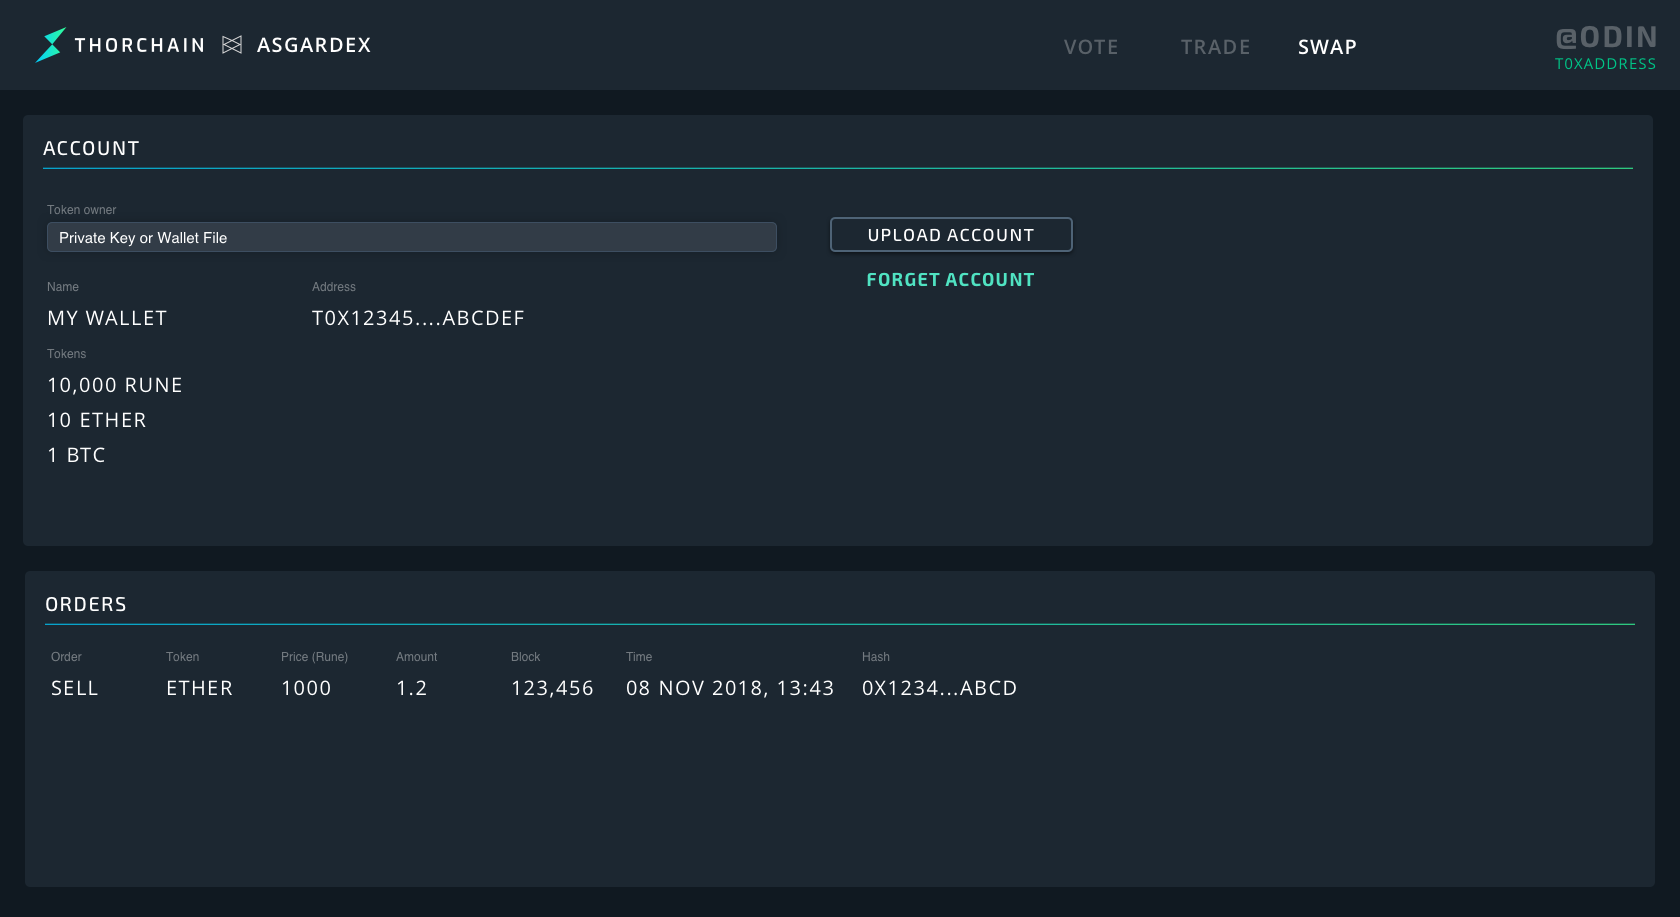 THORCHAIN ASGARDEX
VOTE TRADE SWAP
@ODIN
T0XADDRESS
ACCOUNT
Token owner
Private Key or Wallet File
UPLOAD ACCOUNT
FORGET ACCOUNT
Name Address
MY WALLET T0X12345....ABCDEF
Tokens
10,000 RUNE
10 ETHER
1 BTC
ORDERS
Order Token Price (Rune) Amount Block Time Hash
SELL ETHER 1000 1.2 123,456 08 NOV 2018, 13:43 0X1234...ABCD